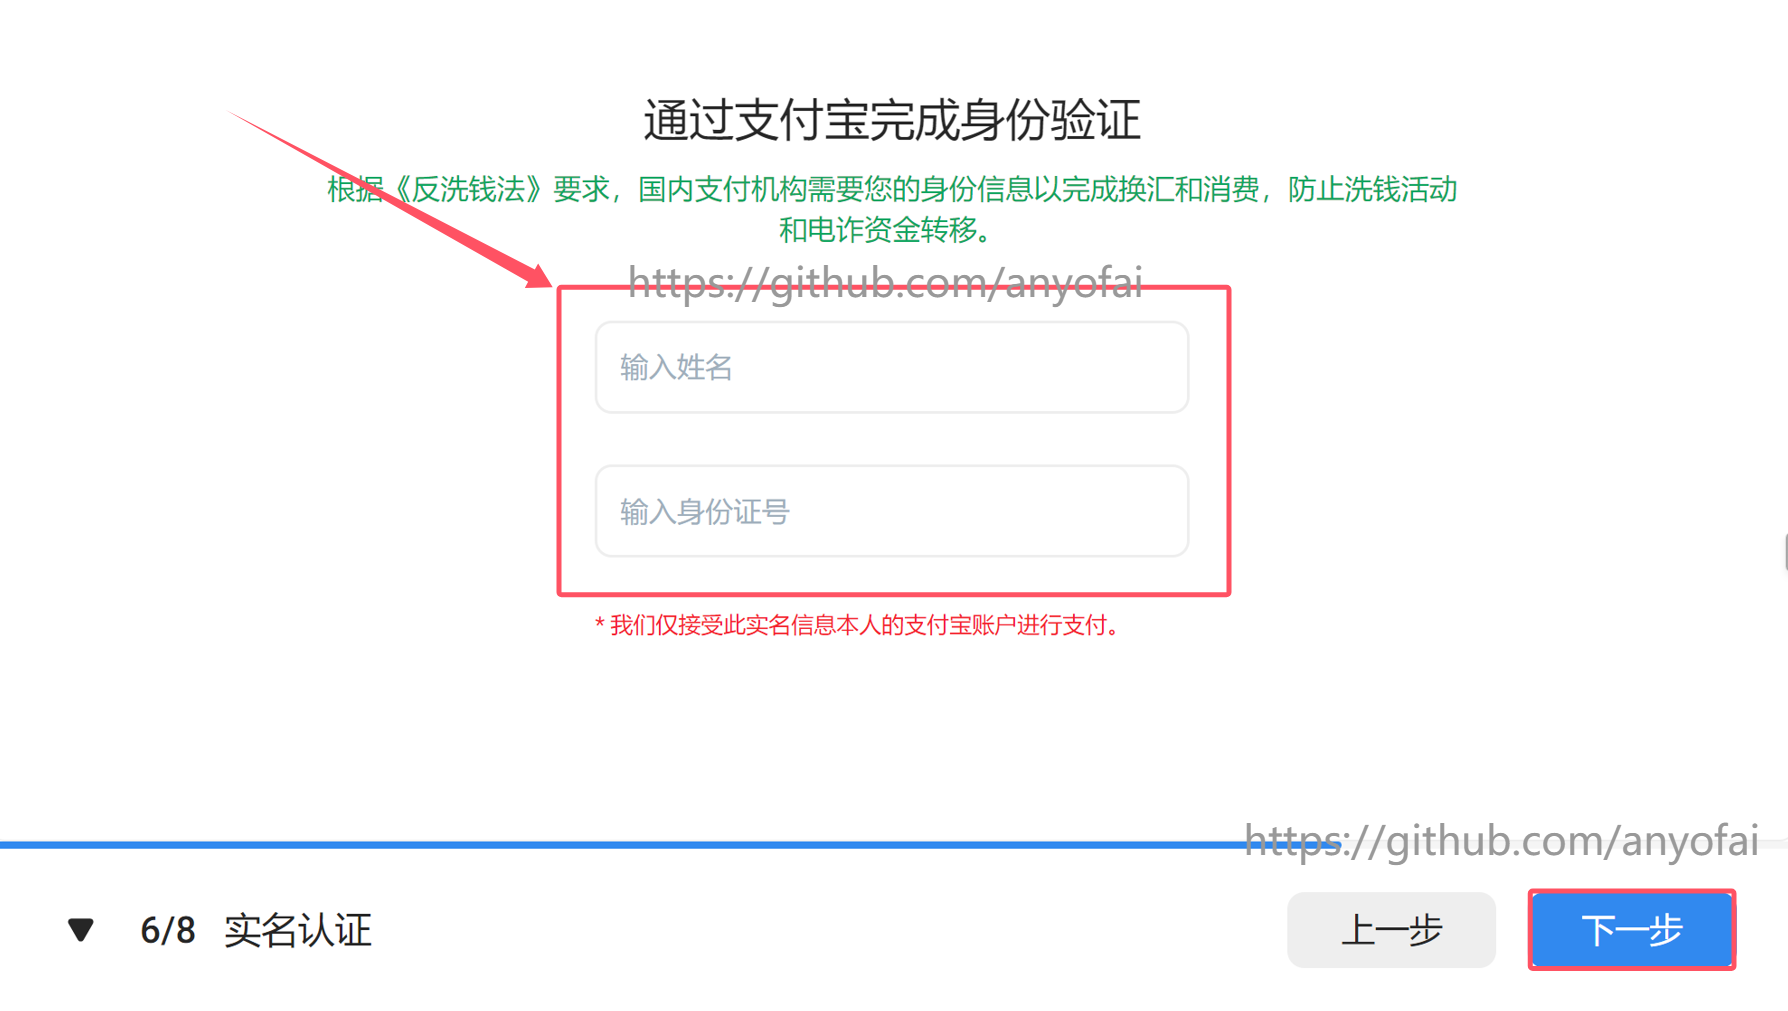 通过支付宝完成身份验证
根据《反洗钱法》要求，国内支付机构需要您的身份信息以完成换汇和消费，防止洗钱活动
和电诈资金转移。
https://github.com/anyofai
输入姓名
输入身份证号
* 我们仅接受此实名信息本人的支付宝账户进行支付。
https://github.com/anyofai
6/8 实名认证
上一步
下一步